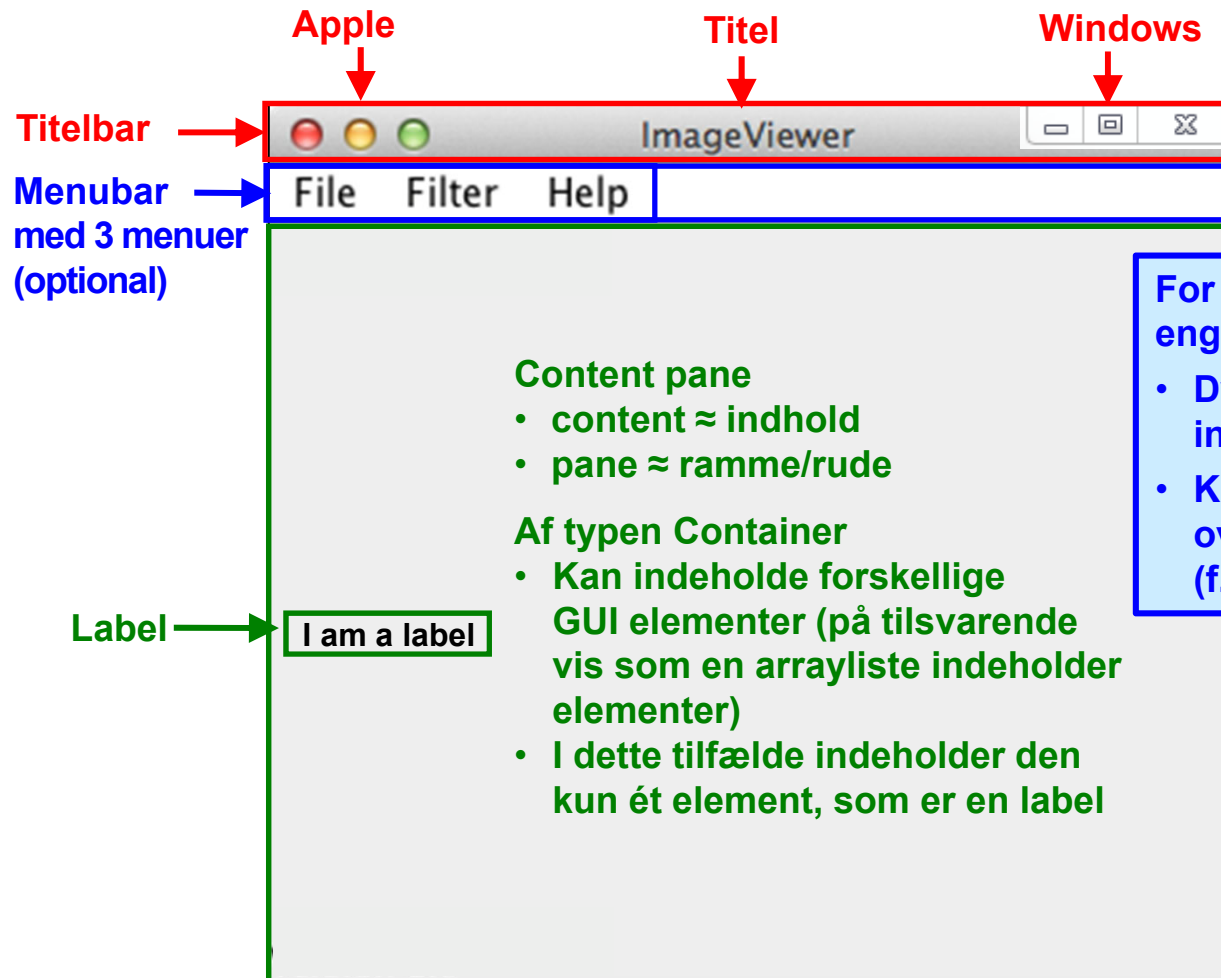 Apple
Titel
Windows
Titelbar
ImageViewer
Menubar
med 3 menuer
(optional)
File Filter Help
For
Content pane
• content ≈ indhold
• pane ≈ ramme/rude
Af typen Container
• Kan indeholde forskellige
GUI elementer (på tilsvarende
vis som en arrayliste indeholder
elementer)
• I dette tilfælde indeholder den
kun ét element, som er en label
Label
I am a label